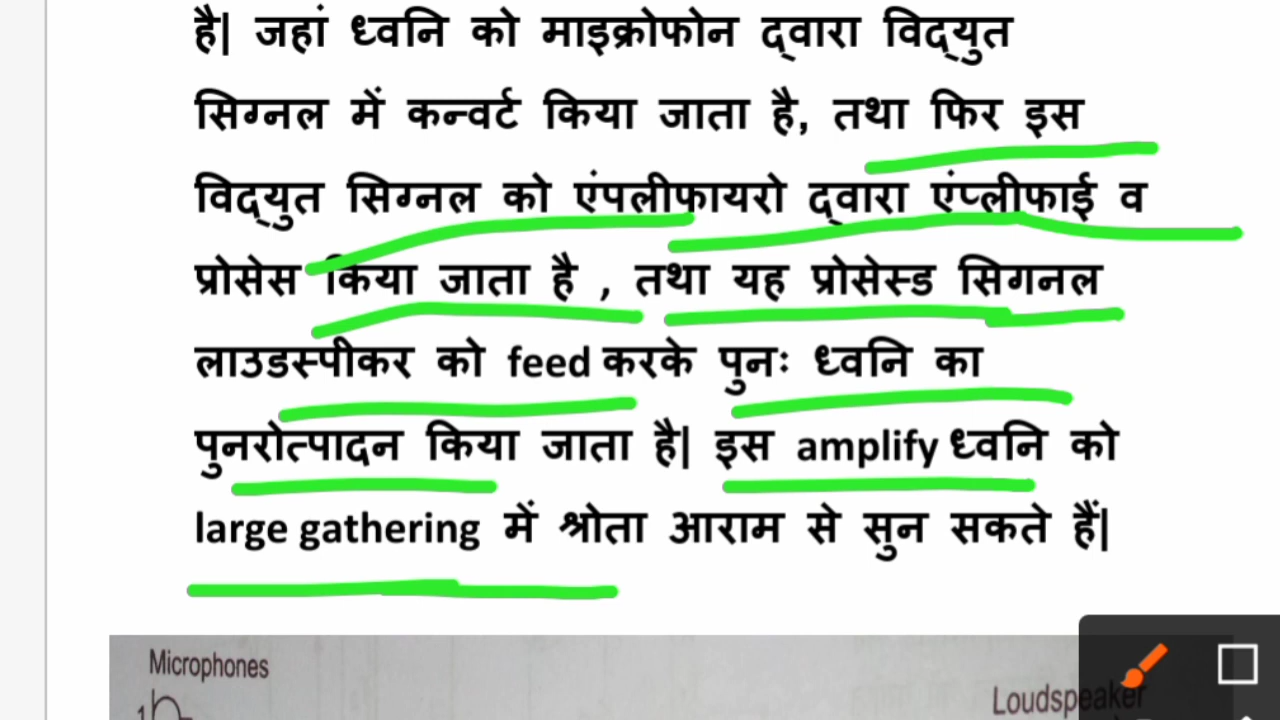 है| जहां ध्वनि को माइक्रोफोन द्वारा विद्युत
सिग्नल में कन्वर्ट किया जाता है, तथा फिर इस
विद्युत सिग्नल को एंपलीफायरो द्वारा एंप्लीफाई व
प्रोसेस किया जाता है , तथा यह प्रोसेस्ड सिगनल
लाउडस्पीकर को feed करके पुनः ध्वनि का
पुनरोत्पादन किया जाता है| इस amplify ध्वनि को
large gathering में श्रोता आराम से सुन सकते हैं|
Microphones
Loudspeaker
1